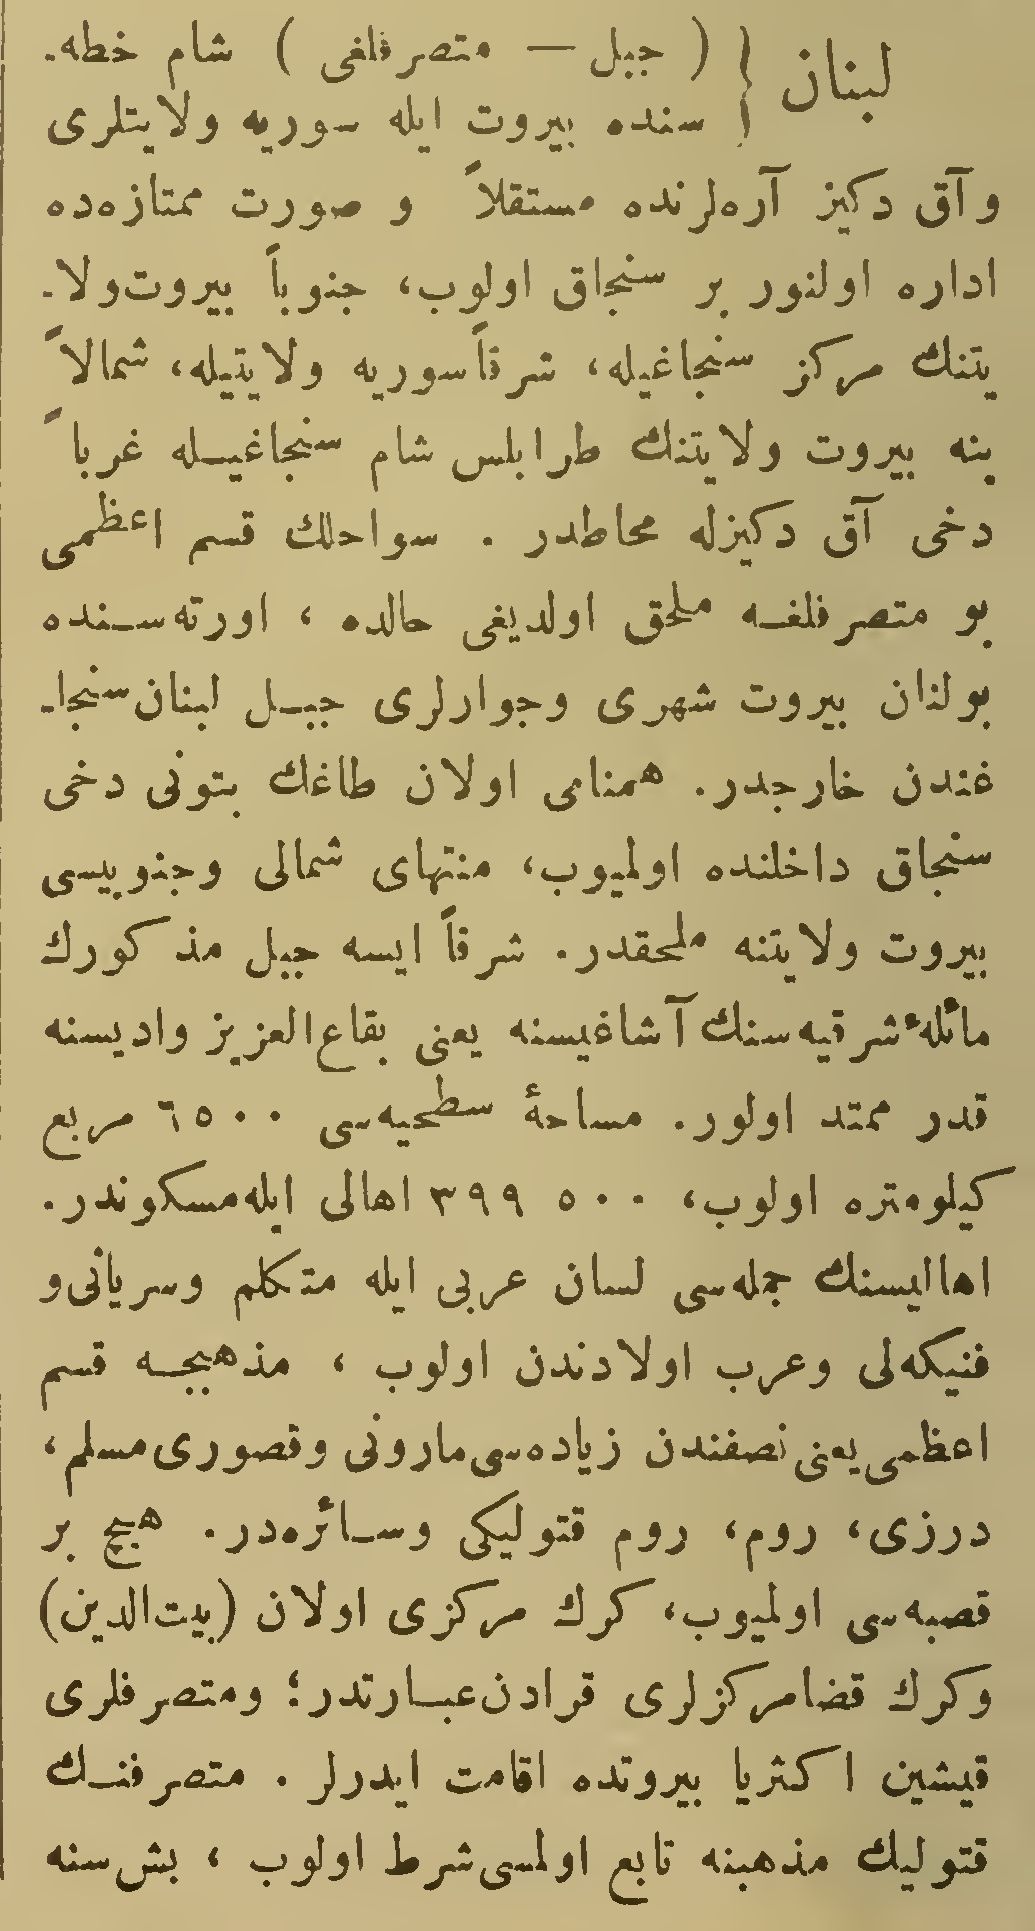 لبنان { ( جبل — متصرفلغی ) شام خطه‌-
سنده بیروت ایله سوریه ولایتلری
وآق دکیز آره‌لرنده مستقلاً و صورت ممتازه‌ده
اداره اولنور بر سنجاق اولوب، جنوباً بیروت‌ولا-
یتنك مرکز سنجاغیله، شرقاً سوریه ولایتیله، شمالاً
ینه بیروت ولایتنك طرابلس شام سنجاغیله غرباً
دخی آق دکیزله محاطدر . سواحلك قسم اعظمی
بو متصرفلغه ملحق اولدیغی حالده ، اورته‌سنده
بولنان بیروت شهری وجوارلری جبل لبنان سنجا-
غندن خارجدر. همنامی اولان طاغك بتونی دخی
سنجاق داخلنده اولمیوب، منتهای شمالی وجنوبیسی
بیروت ولایتنه ملحقدر. شرقاً ایسه جبل مذکورك
مائلهٔ شرقیه‌سنك آشاغیسنه یعنی بقاع‌العزیز وادیسنه
قدر ممتد اولور. مساحهٔ سطحیه‌سی ٦٥٠٠ مربع
کیلومتره اولوب، ٣٩٩ ٥٠٠ اهالی ایله مسکوندر.
اهالیسنك جمله‌سی لسان عربی ایله متکلم وسریانی‌و
فنیکه‌لی وعرب اولادندن اولوب ، مذهبجه قسم
اعظمی یعنی نصفندن زیاده‌سی مارونی وقصوری مسلم،
درزی، روم، روم قتولیکی وسائره‌در. هیچ بر
قصبه‌سی اولمیوب، کرك مرکزی اولان (بیت‌الدین)
وکرك قضا مرکزلری قرادن عبارتدر؛ ومتصرفلری
قیشین اکثریا بیروتده اقامت ایدرلر . متصرفنك
قتولیك مذهبنه تابع اولمسی شرط اولوب ، بش سنه